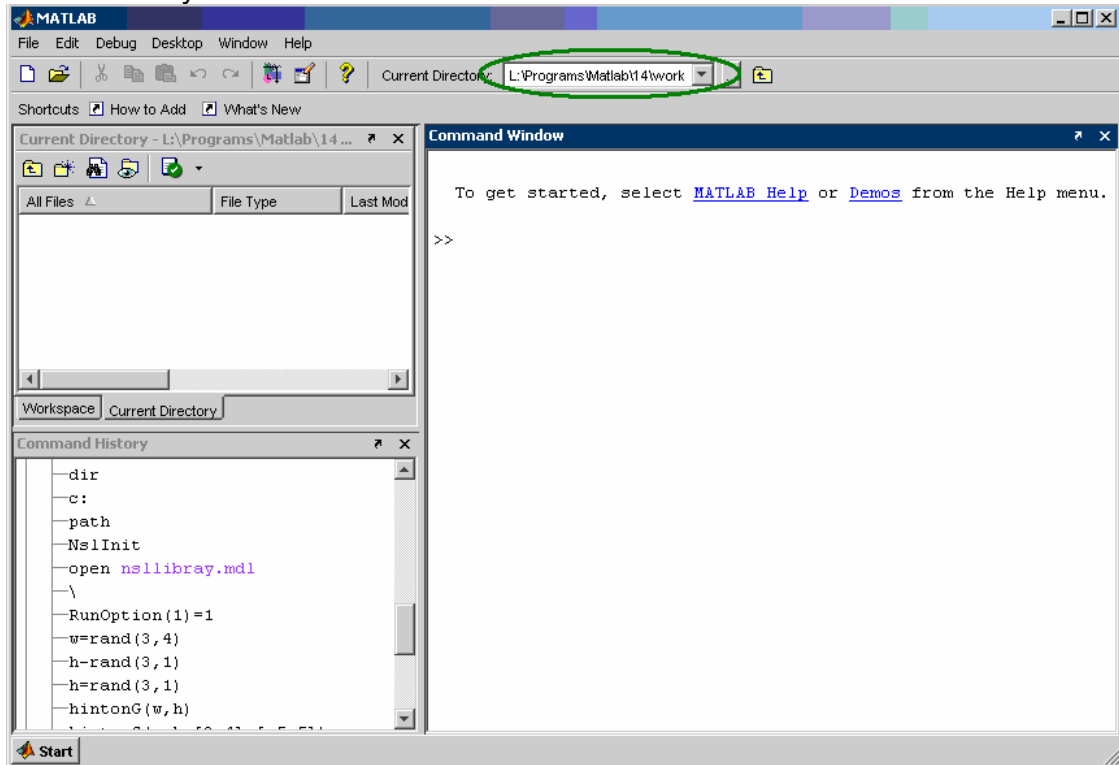 MATLAB
File Edit Debug Desktop Window Help
Current Directory: L:\Programs\Matlab\14\work
Shortcuts How to Add What's New
Current Directory - L:\Programs\Matlab\14 ...
All Files File Type Last Mod
Workspace Current Directory
Command History
dir
c:
path
NslInit
open nsllibray.mdl
\
RunOption(1)=1
w=rand(3,4)
h-rand(3,1)
h=rand(3,1)
hintonG(w,h)
Command Window
To get started, select MATLAB Help or Demos from the Help menu.
>>
Start